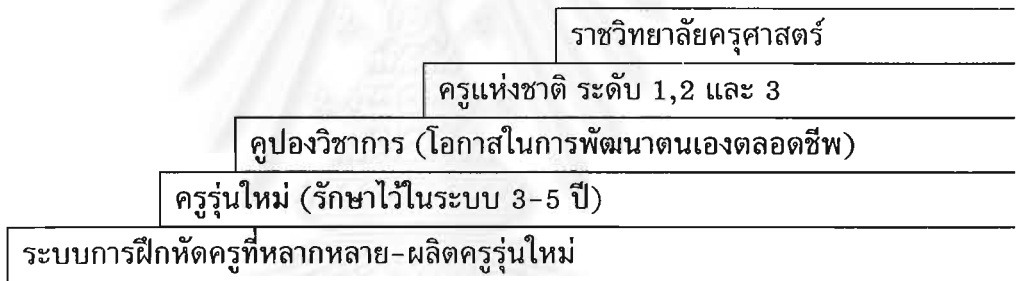 ราชวิทยาลัยครุศาสตร์
ครูแห่งชาติ ระดับ 1,2 และ 3
คูปองวิชาการ (โอกาสในการพัฒนาตนเองตลอดชีพ)
ครูรุ่นใหม่ (รักษาไว้ในระบบ 3-5 ปี)
ระบบการฝึกหัดครูที่หลากหลาย-ผลิตครูรุ่นใหม่